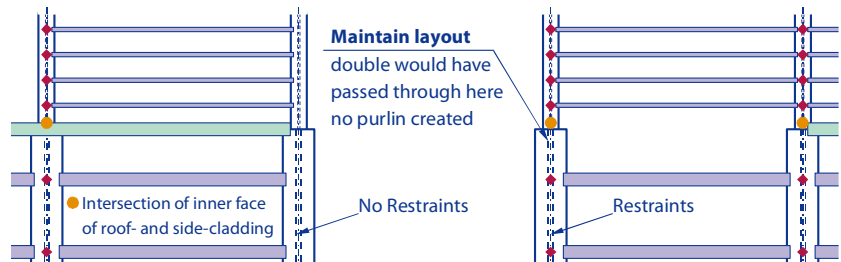 Maintain layout
double would have
passed through here
no purlin created
Intersection of inner face
of roof- and side-cladding
No Restraints
Restraints